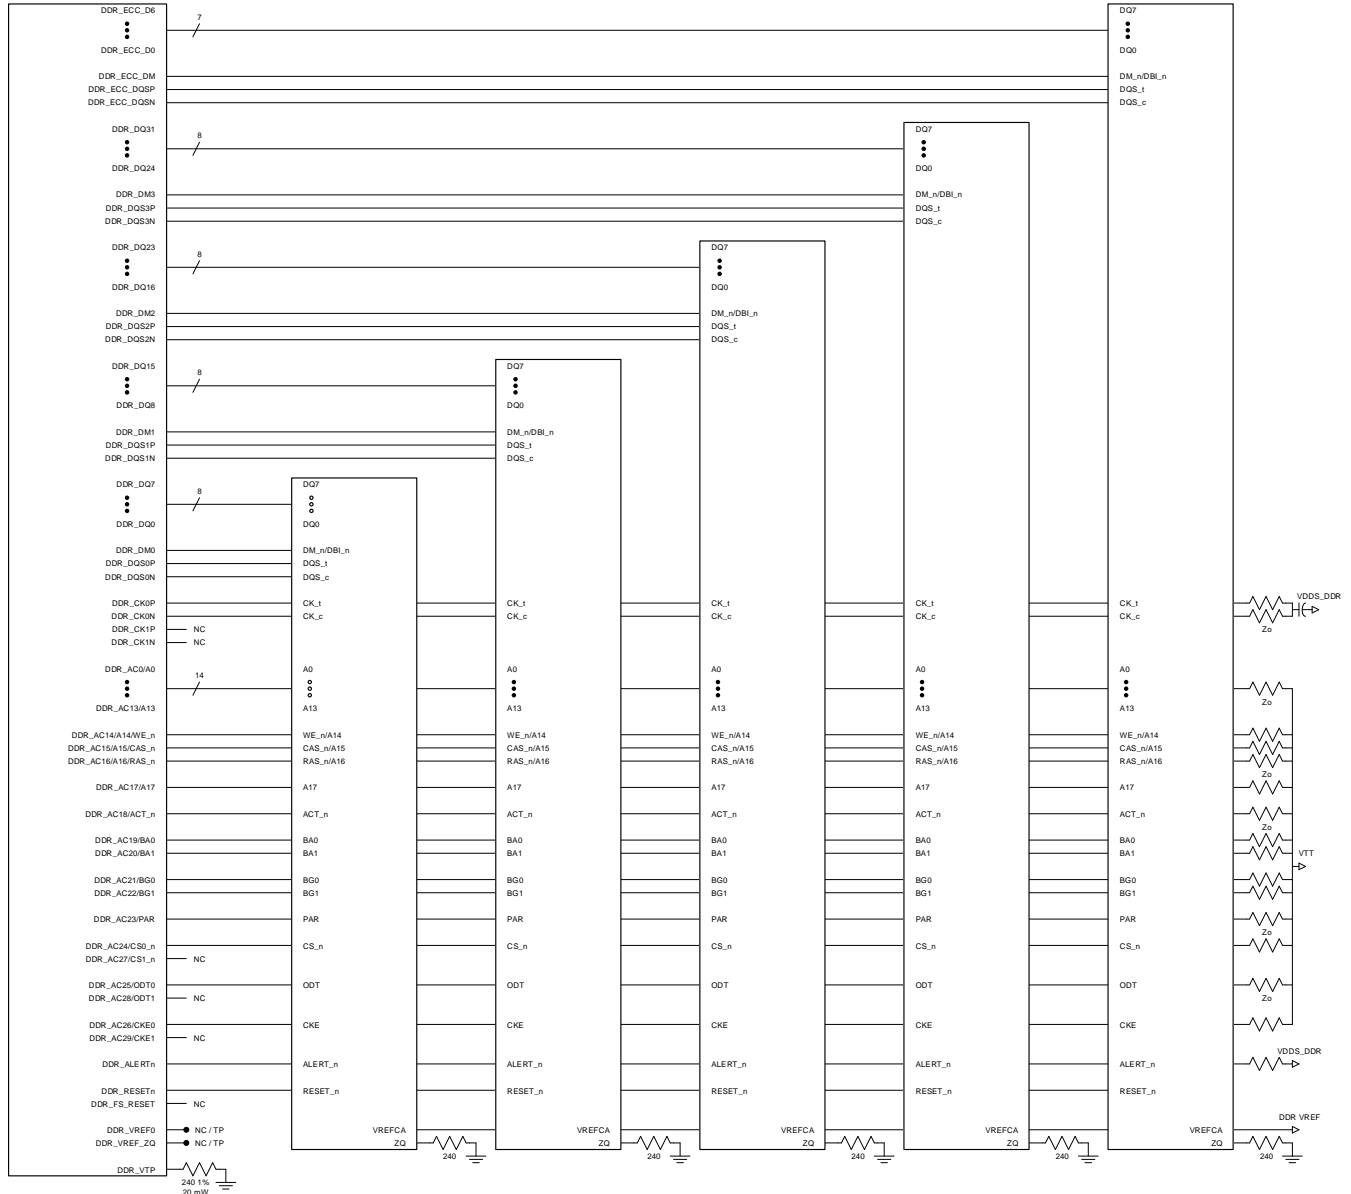 DDR_ECC_D6
7
DQ7
DDR_ECC_D0
DQ0
DDR_ECC_DM
DM_n/DBI_n
DDR_ECC_DQSP
DQS_t
DDR_ECC_DQSN
DQS_c
DDR_DQ31
8
DQ7
DDR_DQ24
DQ0
DDR_DM3
DM_n/DBI_n
DDR_DQS3P
DQS_t
DDR_DQS3N
DQS_c
DDR_DQ23
8
DQ7
DDR_DQ16
DQ0
DDR_DM2
DM_n/DBI_n
DDR_DQS2P
DQS_t
DDR_DQS2N
DQS_c
DDR_DQ15
8
DQ7
DDR_DQ8
DQ0
DDR_DM1
DM_n/DBI_n
DDR_DQS1P
DQS_t
DDR_DQS1N
DQS_c
DDR_DQ7
8
DQ7
DDR_DQ0
DQ0
DDR_DM0
DM_n/DBI_n
DDR_DQS0P
DQS_t
DDR_DQS0N
DQS_c
VDDS_DDR
DDR_CK0P CK_t CK_t CK_t CK_t CK_t
DDR_CK0N CK_c CK_c CK_c CK_c CK_c
Zo
DDR_CK1P NC
DDR_CK1N NC
DDR_AC0/A0 A0 A0 A0 A0 A0
14
Zo
DDR_AC13/A13 A13 A13 A13 A13 A13
DDR_AC14/A14/WE_n WE_n/A14 WE_n/A14 WE_n/A14 WE_n/A14 WE_n/A14
DDR_AC15/A15/CAS_n CAS_n/A15 CAS_n/A15 CAS_n/A15 CAS_n/A15 CAS_n/A15
DDR_AC16/A16/RAS_n RAS_n/A16 RAS_n/A16 RAS_n/A16 RAS_n/A16 RAS_n/A16
Zo
DDR_AC17/A17 A17 A17 A17 A17 A17
DDR_AC18/ACT_n ACT_n ACT_n ACT_n ACT_n ACT_n
Zo
DDR_AC19/BA0 BA0 BA0 BA0 BA0 BA0
DDR_AC20/BA1 BA1 BA1 BA1 BA1 BA1
VTT
DDR_AC21/BG0 BG0 BG0 BG0 BG0 BG0
DDR_AC22/BG1 BG1 BG1 BG1 BG1 BG1
DDR_AC23/PAR PAR PAR PAR PAR PAR
Zo
DDR_AC24/CS0_n CS_n CS_n CS_n CS_n CS_n
DDR_AC27/CS1_n NC
DDR_AC25/ODT0 ODT ODT ODT ODT ODT
DDR_AC28/ODT1 NC
Zo
DDR_AC26/CKE0 CKE CKE CKE CKE CKE
DDR_AC29/CKE1 NC
VDDS_DDR
DDR_ALERTn ALERT_n ALERT_n ALERT_n ALERT_n ALERT_n
DDR_RESETn RESET_n RESET_n RESET_n RESET_n RESET_n
DDR_FS_RESET NC
DDR VREF
DDR_VREF0 NC / TP VREFCA VREFCA VREFCA VREFCA VREFCA
DDR_VREF_ZQ NC / TP ZQ ZQ ZQ ZQ ZQ
240 240 240 240 240
DDR_VTP
240 1%
20 mW